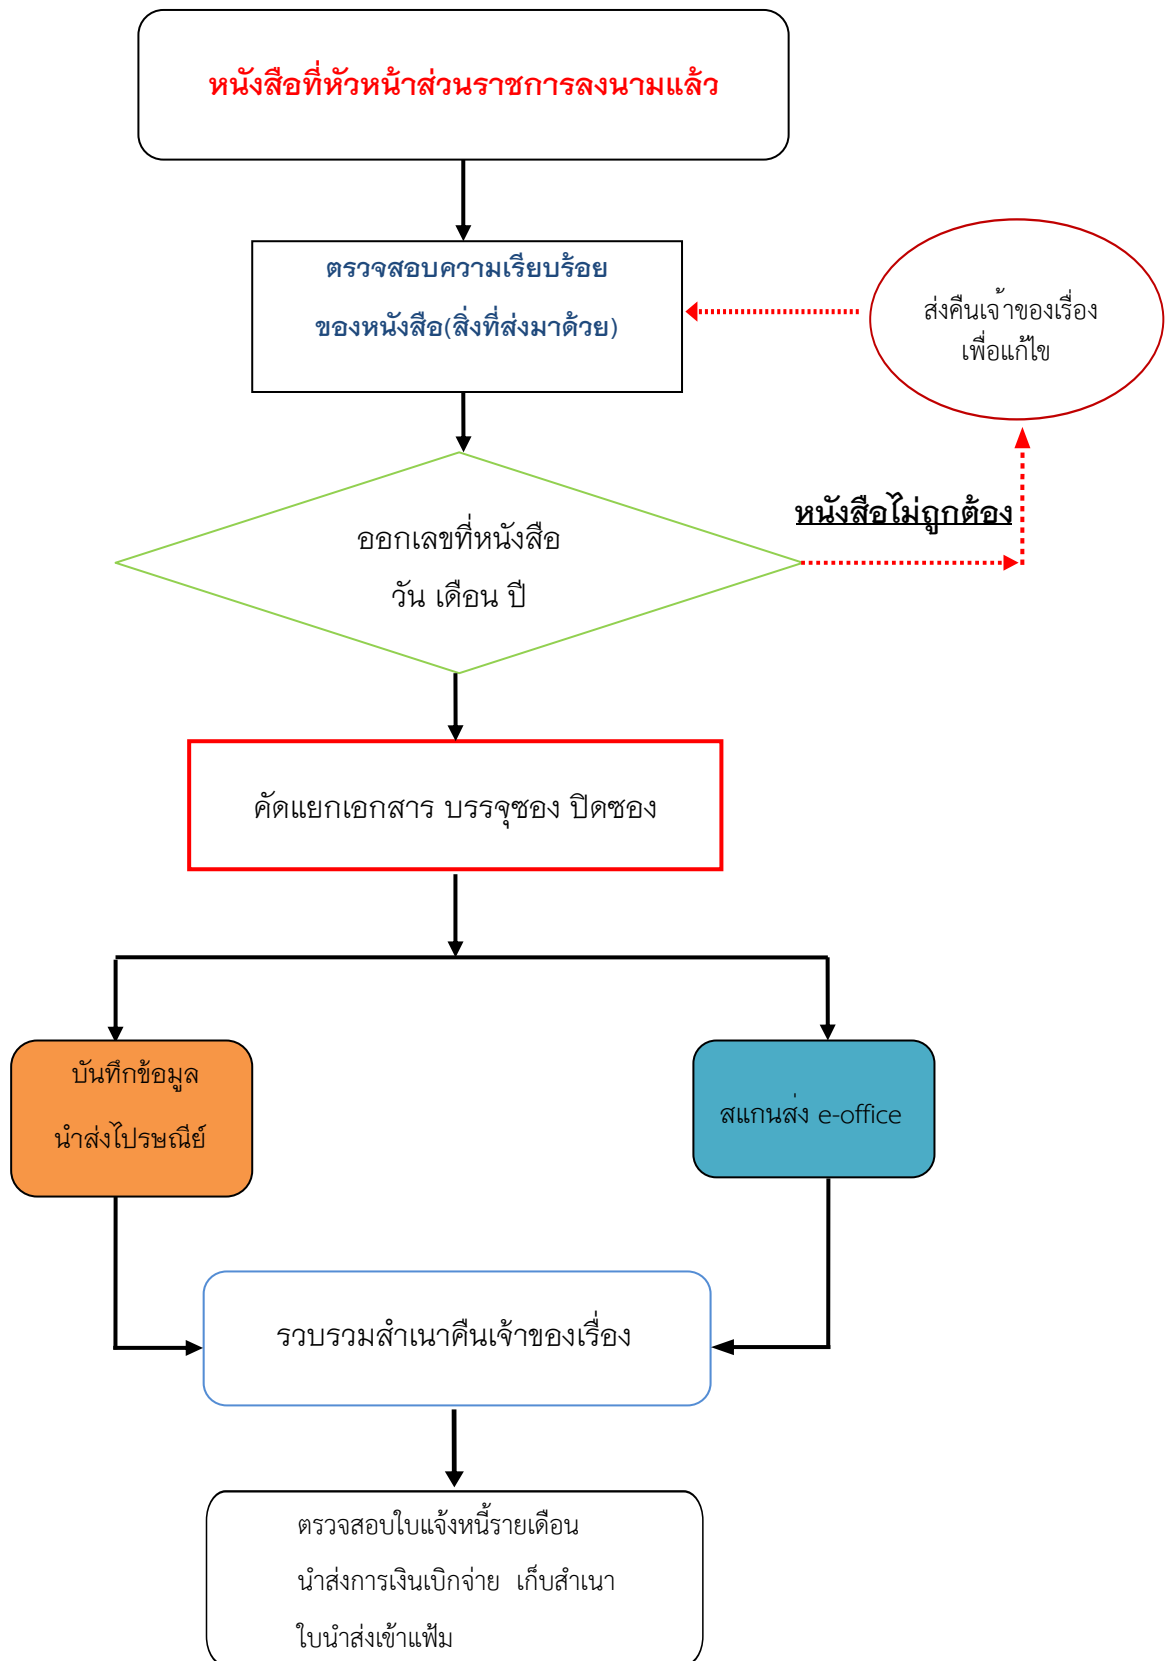 หนังสือที่หัวหน้าส่วนราชการลงนามแล้ว
ตรวจสอบความเรียบร้อย
ของหนังสือ(สิ่งที่ส่งมาด้วย)
ส่งคืนเจ้าของเรื่อง
เพื่อแก้ไข
หนังสือไม่ถูกต้อง
ออกเลขที่หนังสือ
วัน เดือน ปี
คัดแยกเอกสาร บรรจุซอง ปิดซอง
บันทึกข้อมูล
นำส่งไปรษณีย์
สแกนส่ง e-office
รวบรวมสำเนาคืนเจ้าของเรื่อง
ตรวจสอบใบแจ้งหนี้รายเดือน
นำส่งการเงินเบิกจ่าย เก็บสำเนา
ใบนำส่งเข้าแฟ้ม